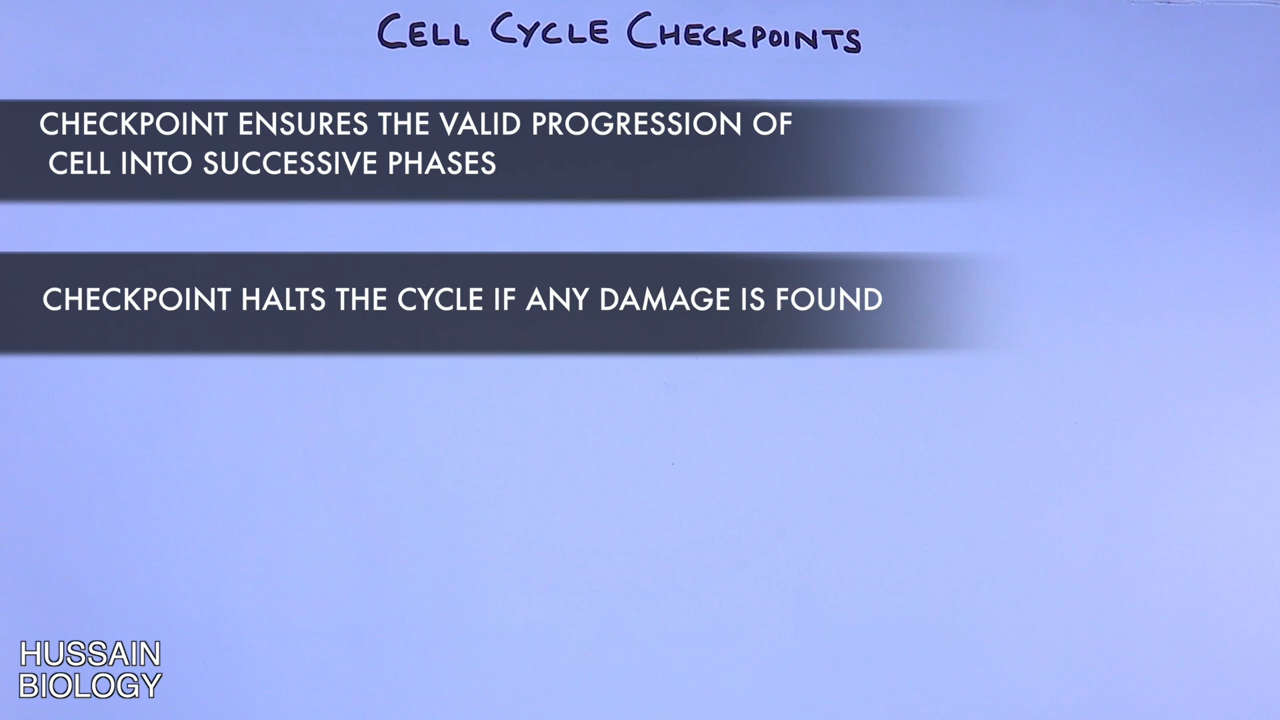 CELL CYCLE CHECKPOINTS
CHECKPOINT ENSURES THE VALID PROGRESSION OF
CELL INTO SUCCESSIVE PHASES
CHECKPOINT HALTS THE CYCLE IF ANY DAMAGE IS FOUND
HUSSAIN
BIOLOGY